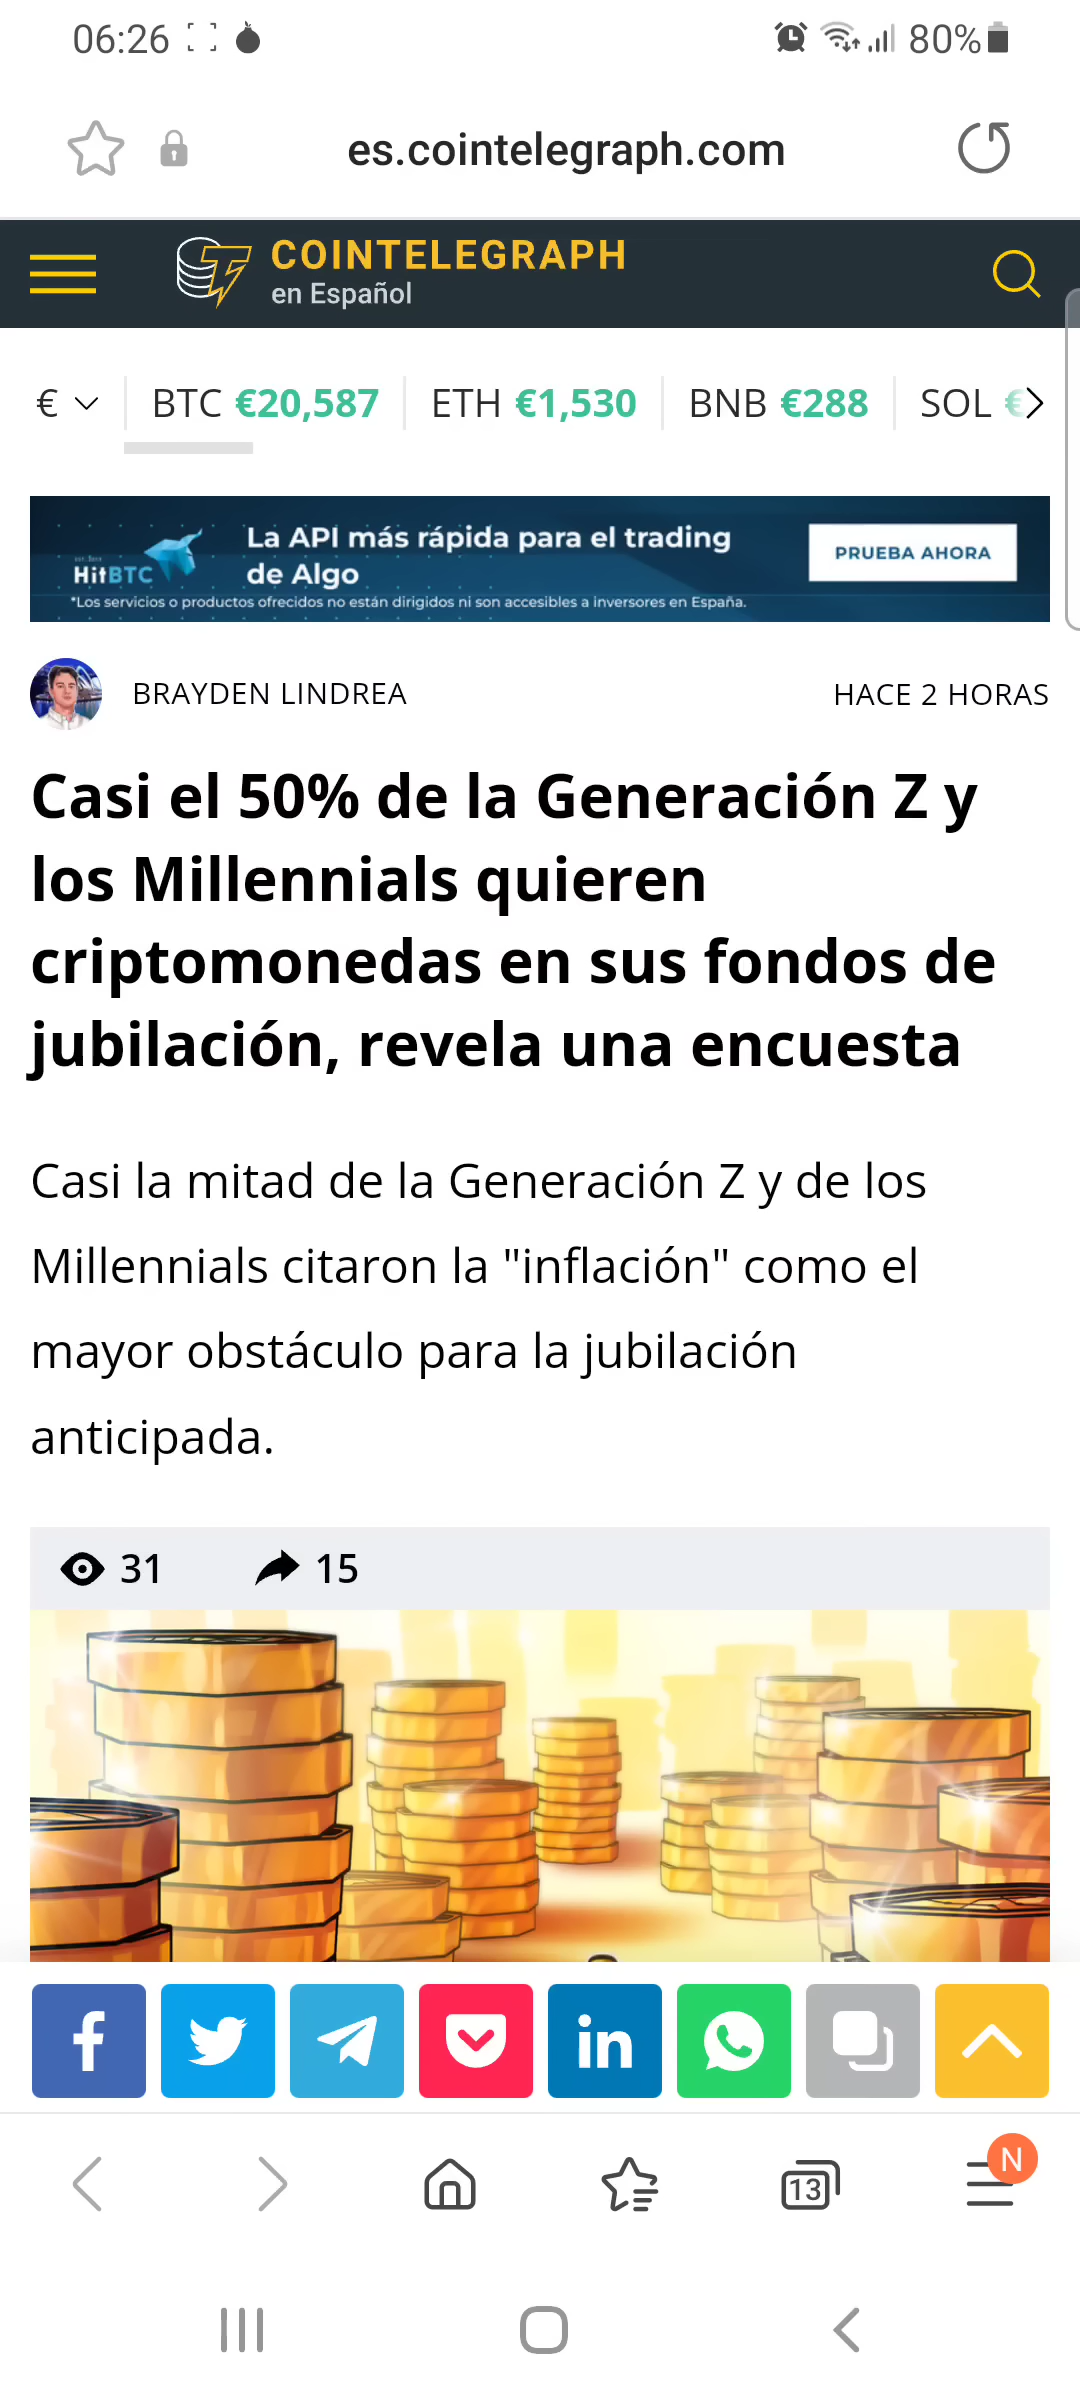 06:26
80%
es.cointelegraph.com
COINTELEGRAPH
en Español
€ BTC €20,587 ETH €1,530 BNB €288 SOL €
La API más rápida para el trading
de Algo
HitBTC
PRUEBA AHORA
*Los servicios o productos ofrecidos no están dirigidos ni son accesibles a inversores en España.
BRAYDEN LINDREA
HACE 2 HORAS
Casi el 50% de la Generación Z y
los Millennials quieren
criptomonedas en sus fondos de
jubilación, revela una encuesta
Casi la mitad de la Generación Z y de los
Millennials citaron la "inflación" como el
mayor obstáculo para la jubilación
anticipada.
31 15
13
N